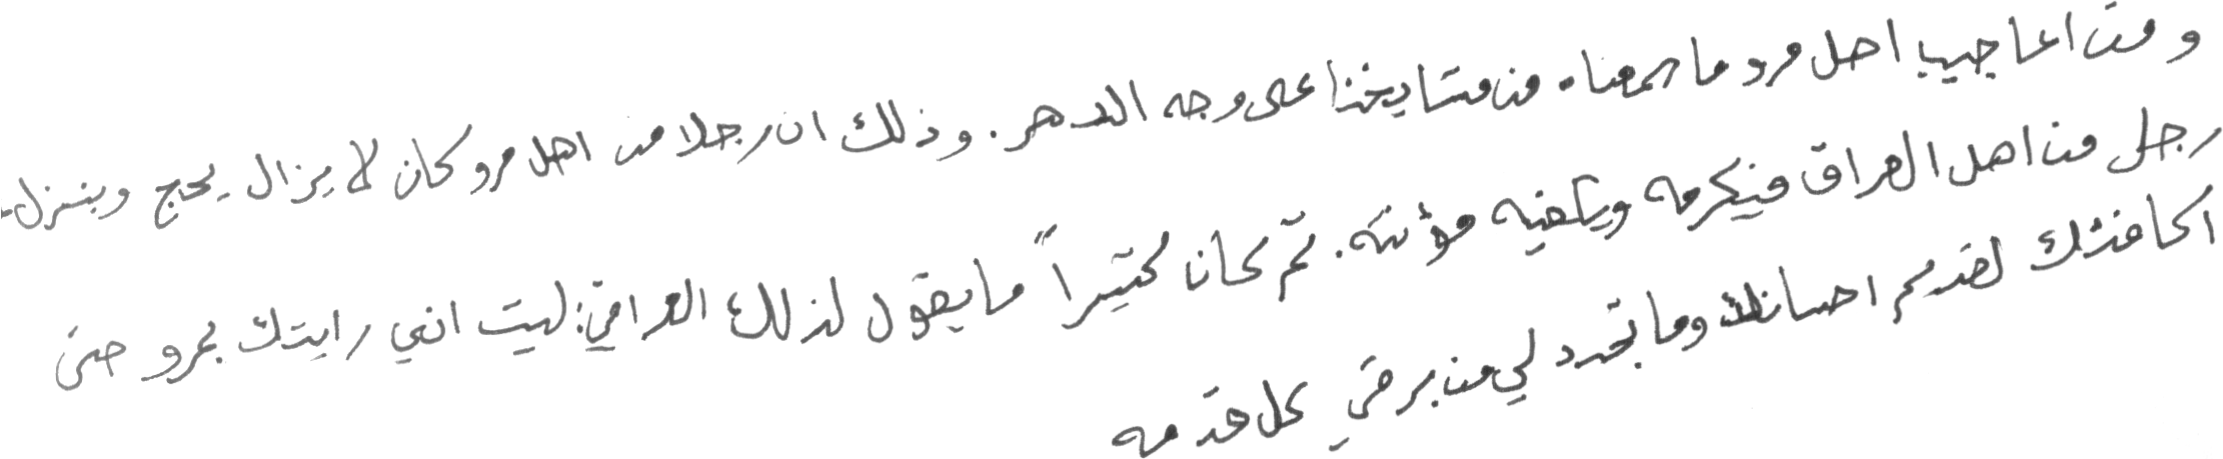 ومن اعاجيب اهل مرو ما سمعناه من مشايخنا على وجه الدهر. وذلك ان رجلا من اهل مرو كان لا يزال يحج وينزل
رجل من اهل العراق فيكرمه ويكفيه مؤنته. ثم كان كثيراً ما يقول لذلك العراقي: ليت اني رايتك بمرو حتى
اكافئك لقديم احسانك وما تجدد لي من بر في كل قدمه